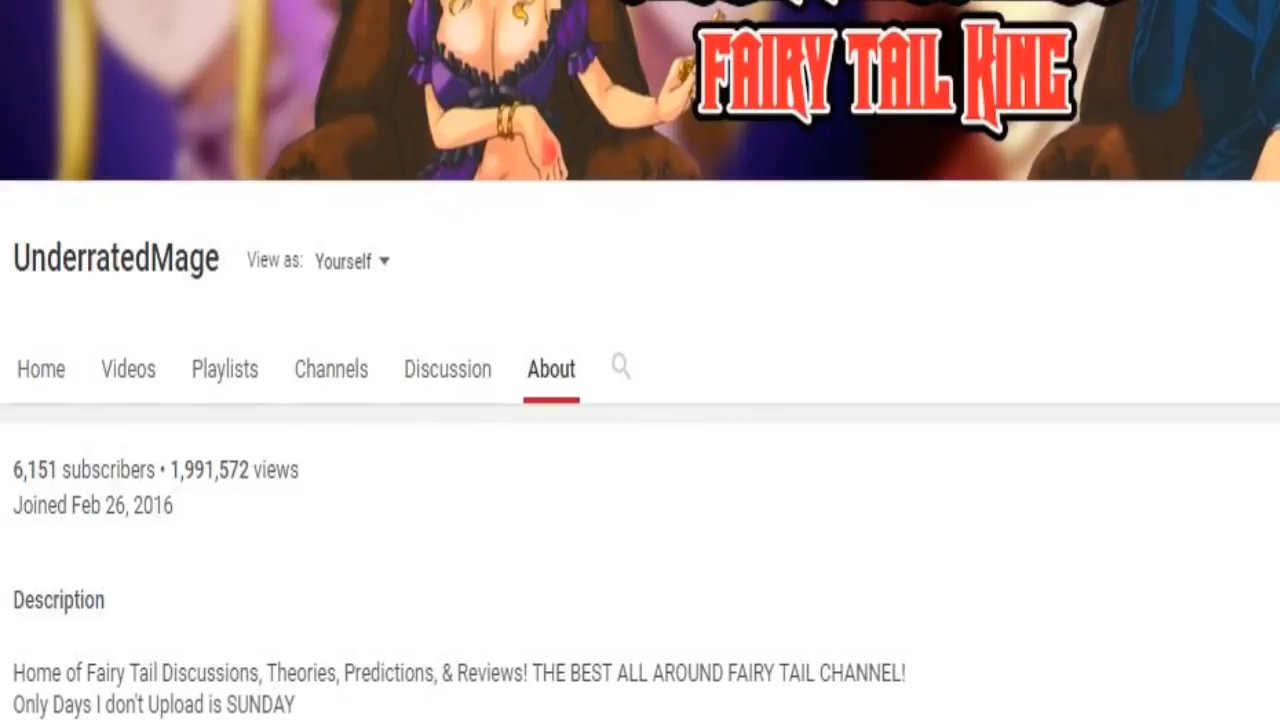 FAIRY TAIL KING
UnderratedMage View as: Yourself
Home Videos Playlists Channels Discussion About
6,151 subscribers • 1,991,572 views
Joined Feb 26, 2016
Description
Home of Fairy Tail Discussions, Theories, Predictions, & Reviews! THE BEST ALL AROUND FAIRY TAIL CHANNEL!
Only Days I don't Upload is SUNDAY